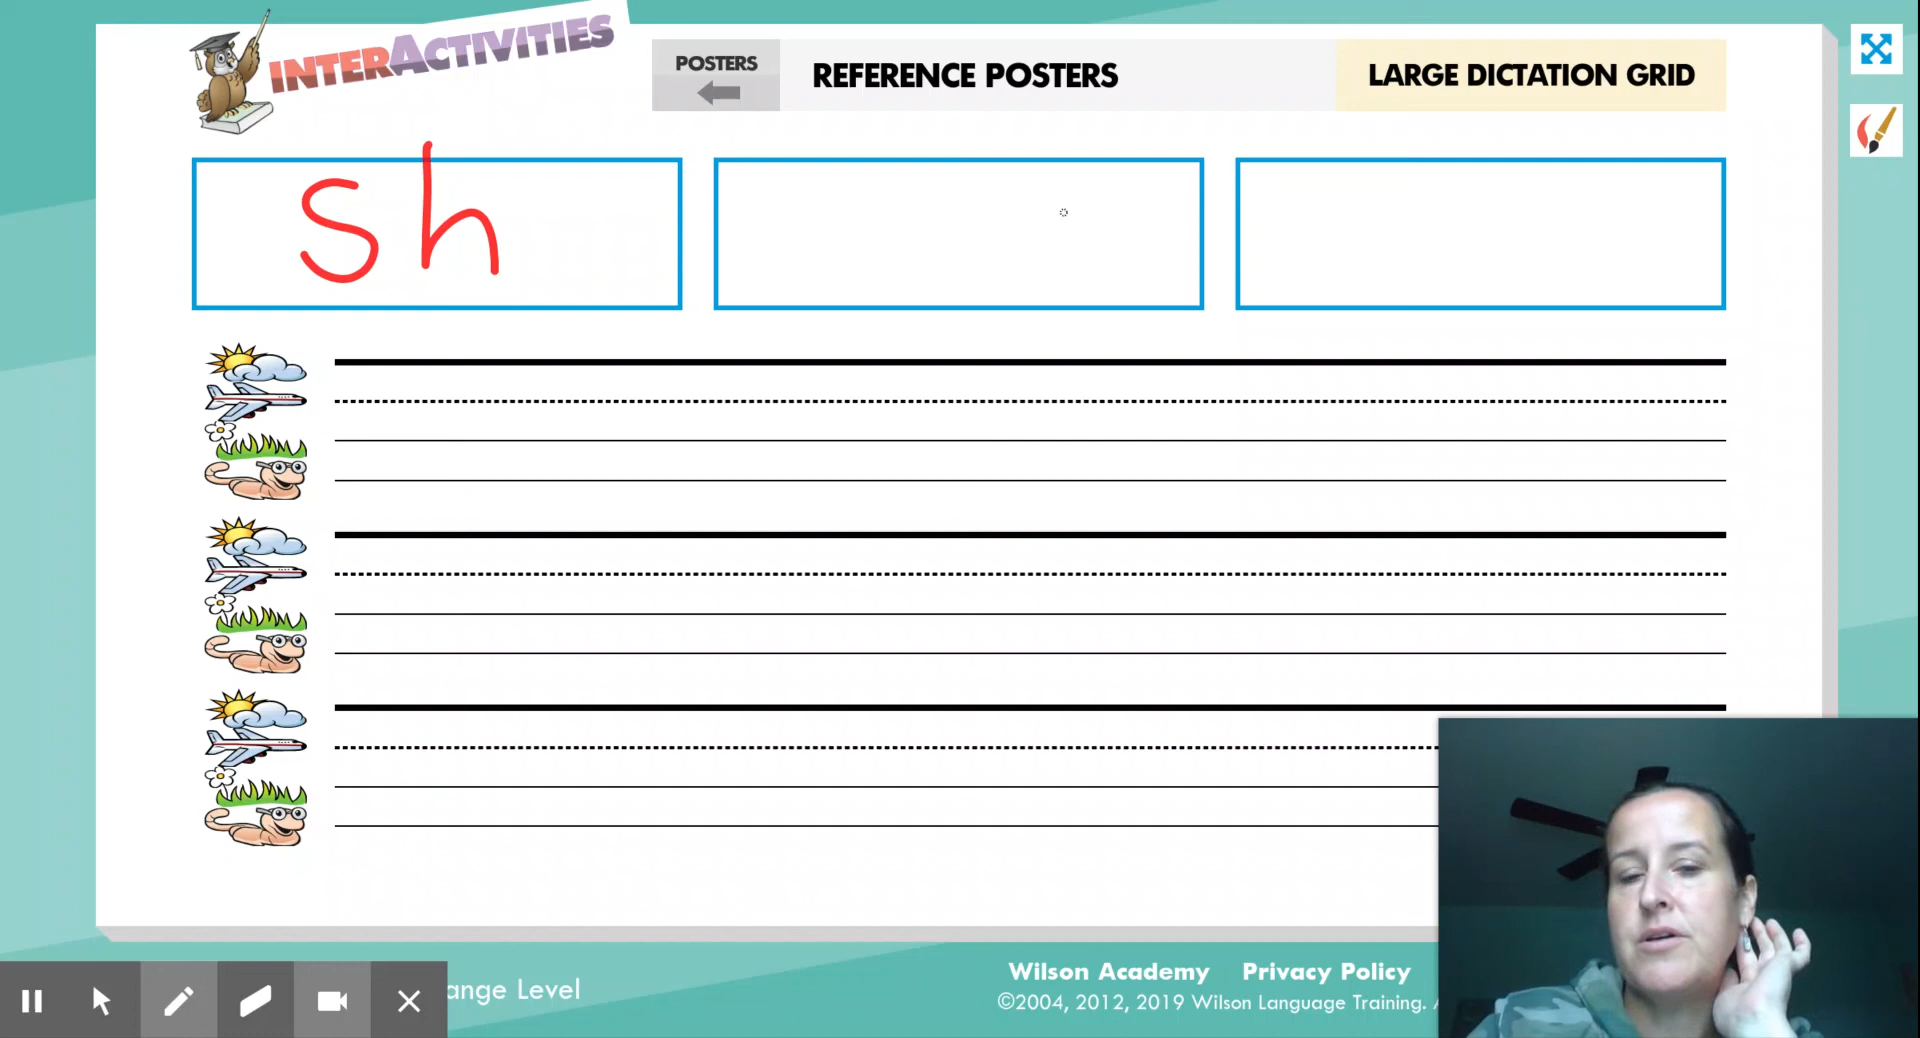 INTERACTIVITIES
POSTERS
REFERENCE POSTERS
LARGE DICTATION GRID
sh
ange Level
Wilson Academy Privacy Policy
©2004, 2012, 2019 Wilson Language Training. A